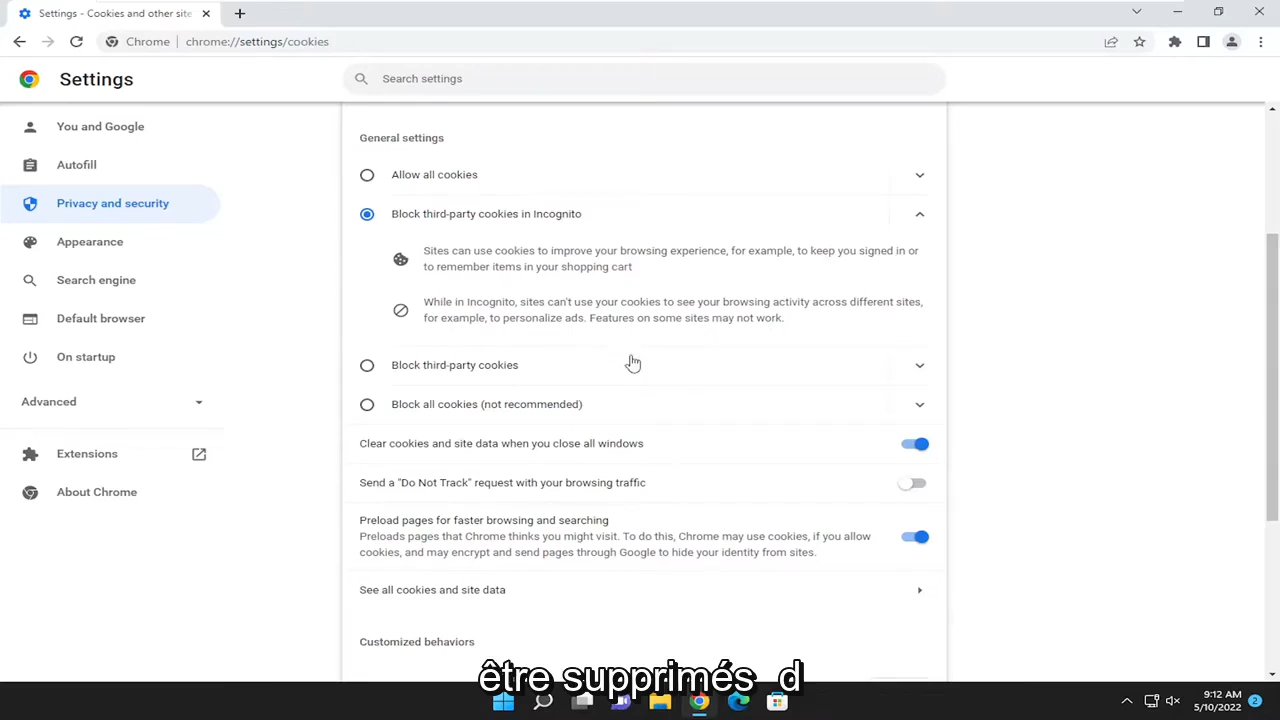 Settings - Cookies and other site
Chrome | chrome://settings/cookies
Settings
Search settings
You and Google
Autofill
Privacy and security
Appearance
Search engine
Default browser
On startup
Advanced
Extensions
About Chrome
General settings
Allow all cookies
Block third-party cookies in Incognito
Sites can use cookies to improve your browsing experience, for example, to keep you signed in or
to remember items in your shopping cart
While in Incognito, sites can't use your cookies to see your browsing activity across different sites,
for example, to personalize ads. Features on some sites may not work.
Block third-party cookies
Block all cookies (not recommended)
Clear cookies and site data when you close all windows
Send a "Do Not Track" request with your browsing traffic
Preload pages for faster browsing and searching
Preloads pages that Chrome thinks you might visit. To do this, Chrome may use cookies, if you allow
cookies, and may encrypt and send pages through Google to hide your identity from sites.
See all cookies and site data
Customized behaviors
être supprimés d
9:12 AM
5/10/2022
2